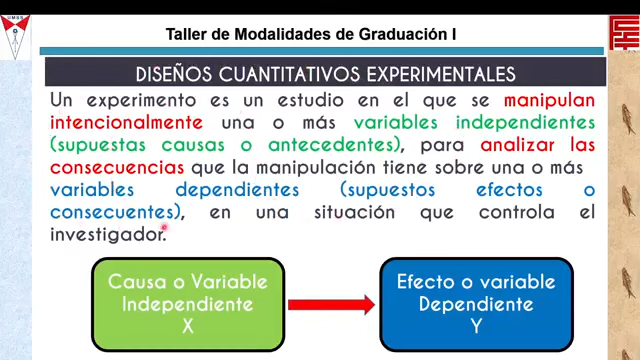 UMSS
Taller de Modalidades de Graduación I
DISEÑOS CUANTITATIVOS EXPERIMENTALES
Un experimento es un estudio en el que se manipulan
intencionalmente una o más variables independientes
(supuestas causas o antecedentes), para analizar las
consecuencias que la manipulación tiene sobre una o más
variables dependientes (supuestos efectos o
consecuentes), en una situación que controla el
investigador.
Causa o Variable
Independiente
X
Efecto o variable
Dependiente
Y